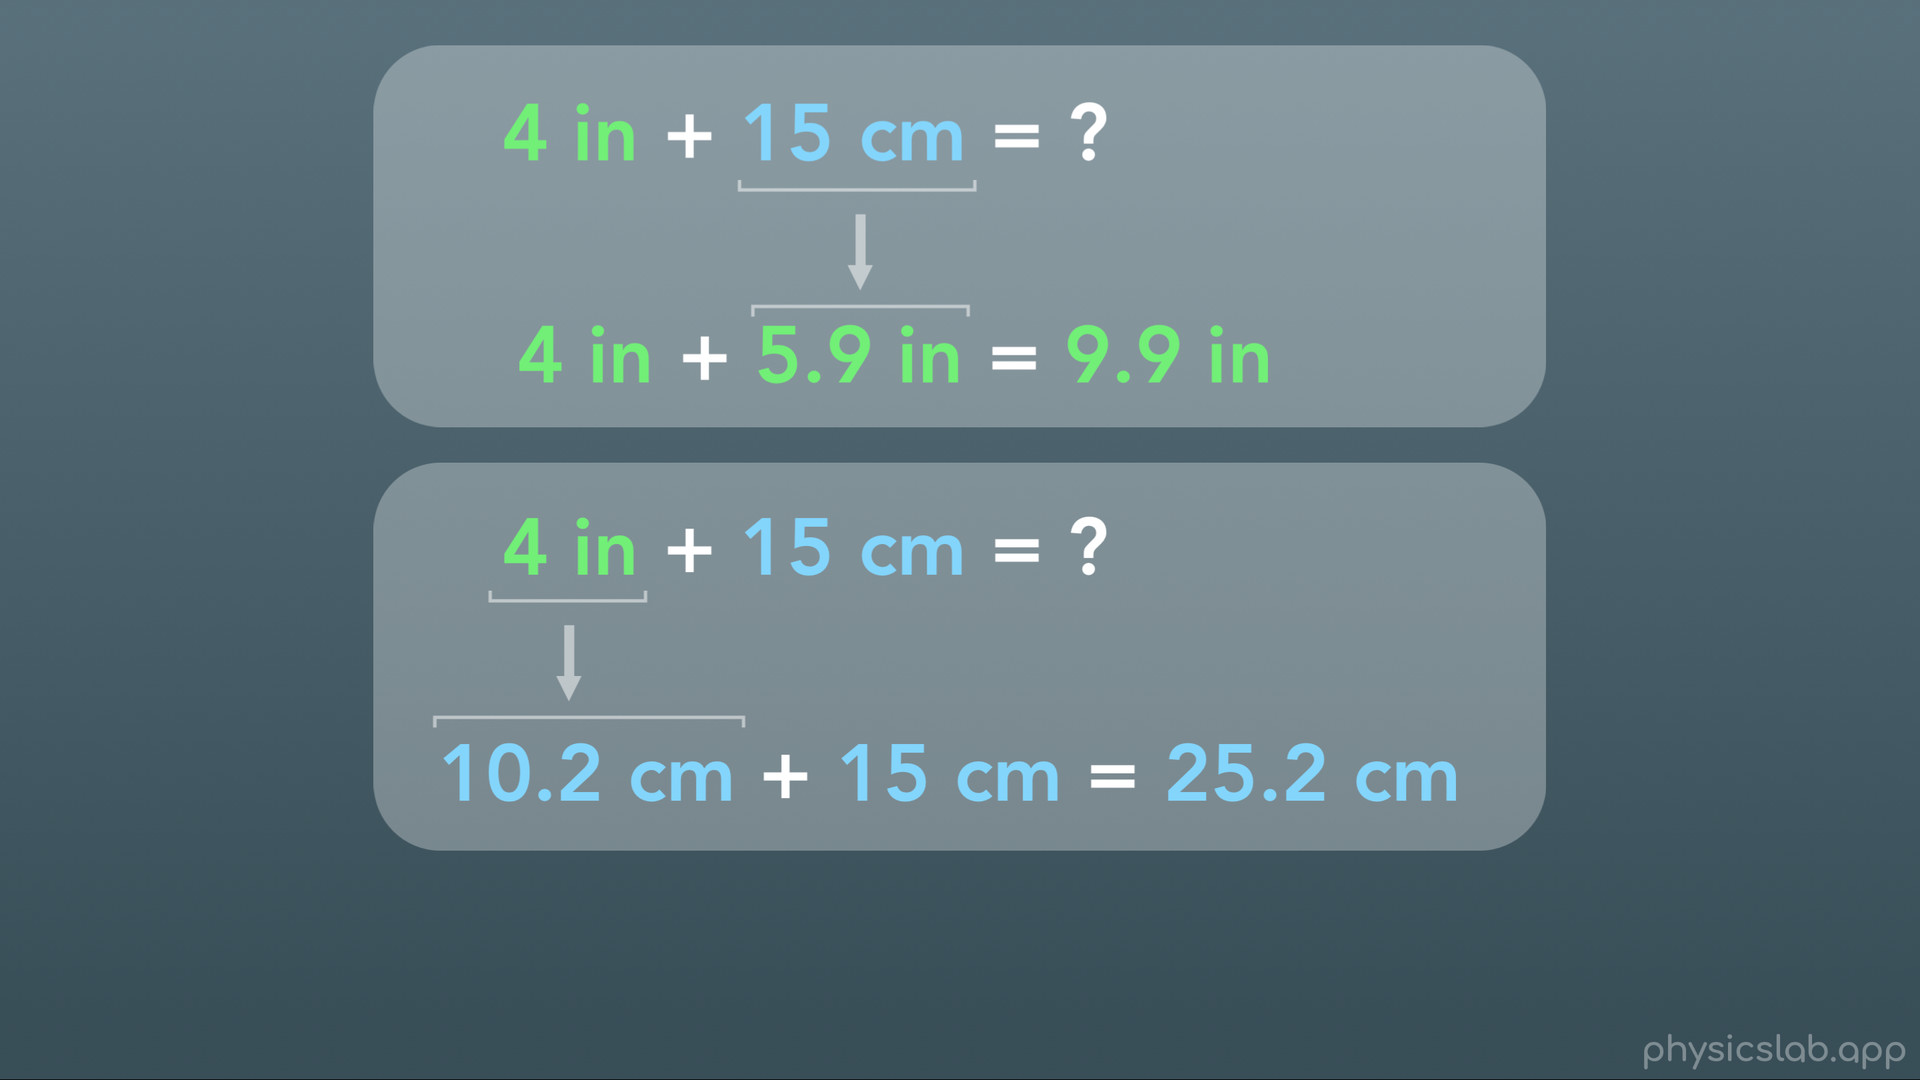 4 in + 15 cm = ?
4 in + 5.9 in = 9.9 in
4 in + 15 cm = ?
10.2 cm + 15 cm = 25.2 cm
physicslab.app